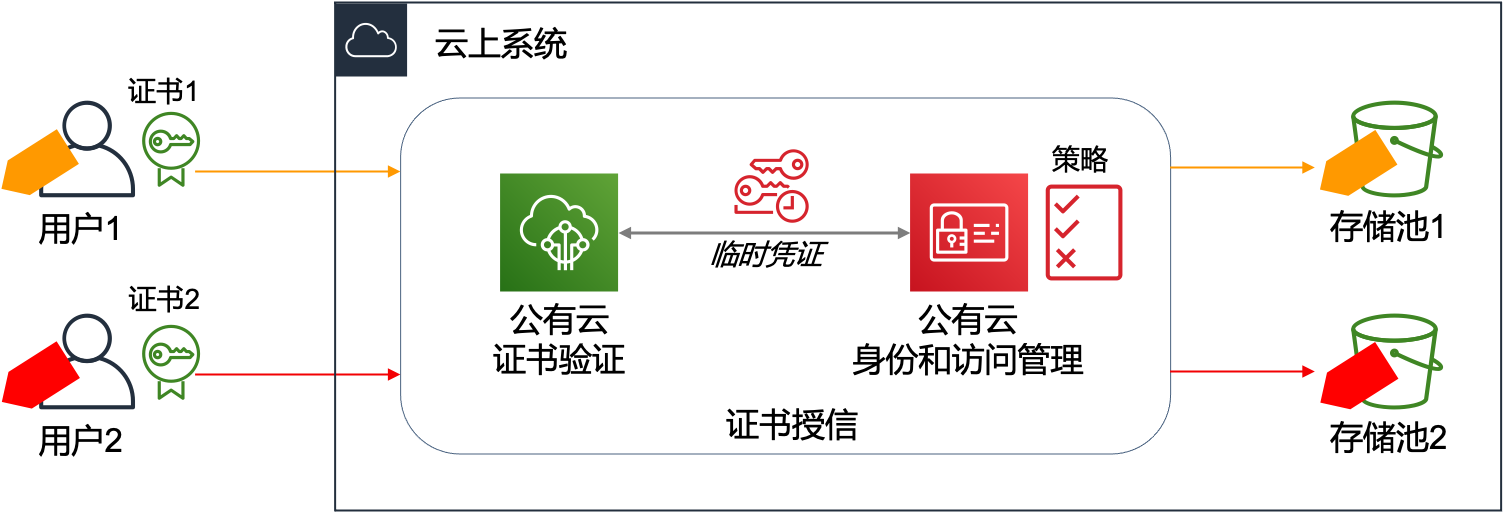 云上系统
证书1
用户1
证书2
用户2
临时凭证
策略
公有云
证书验证
公有云
身份和访问管理
证书授信
存储池1
存储池2